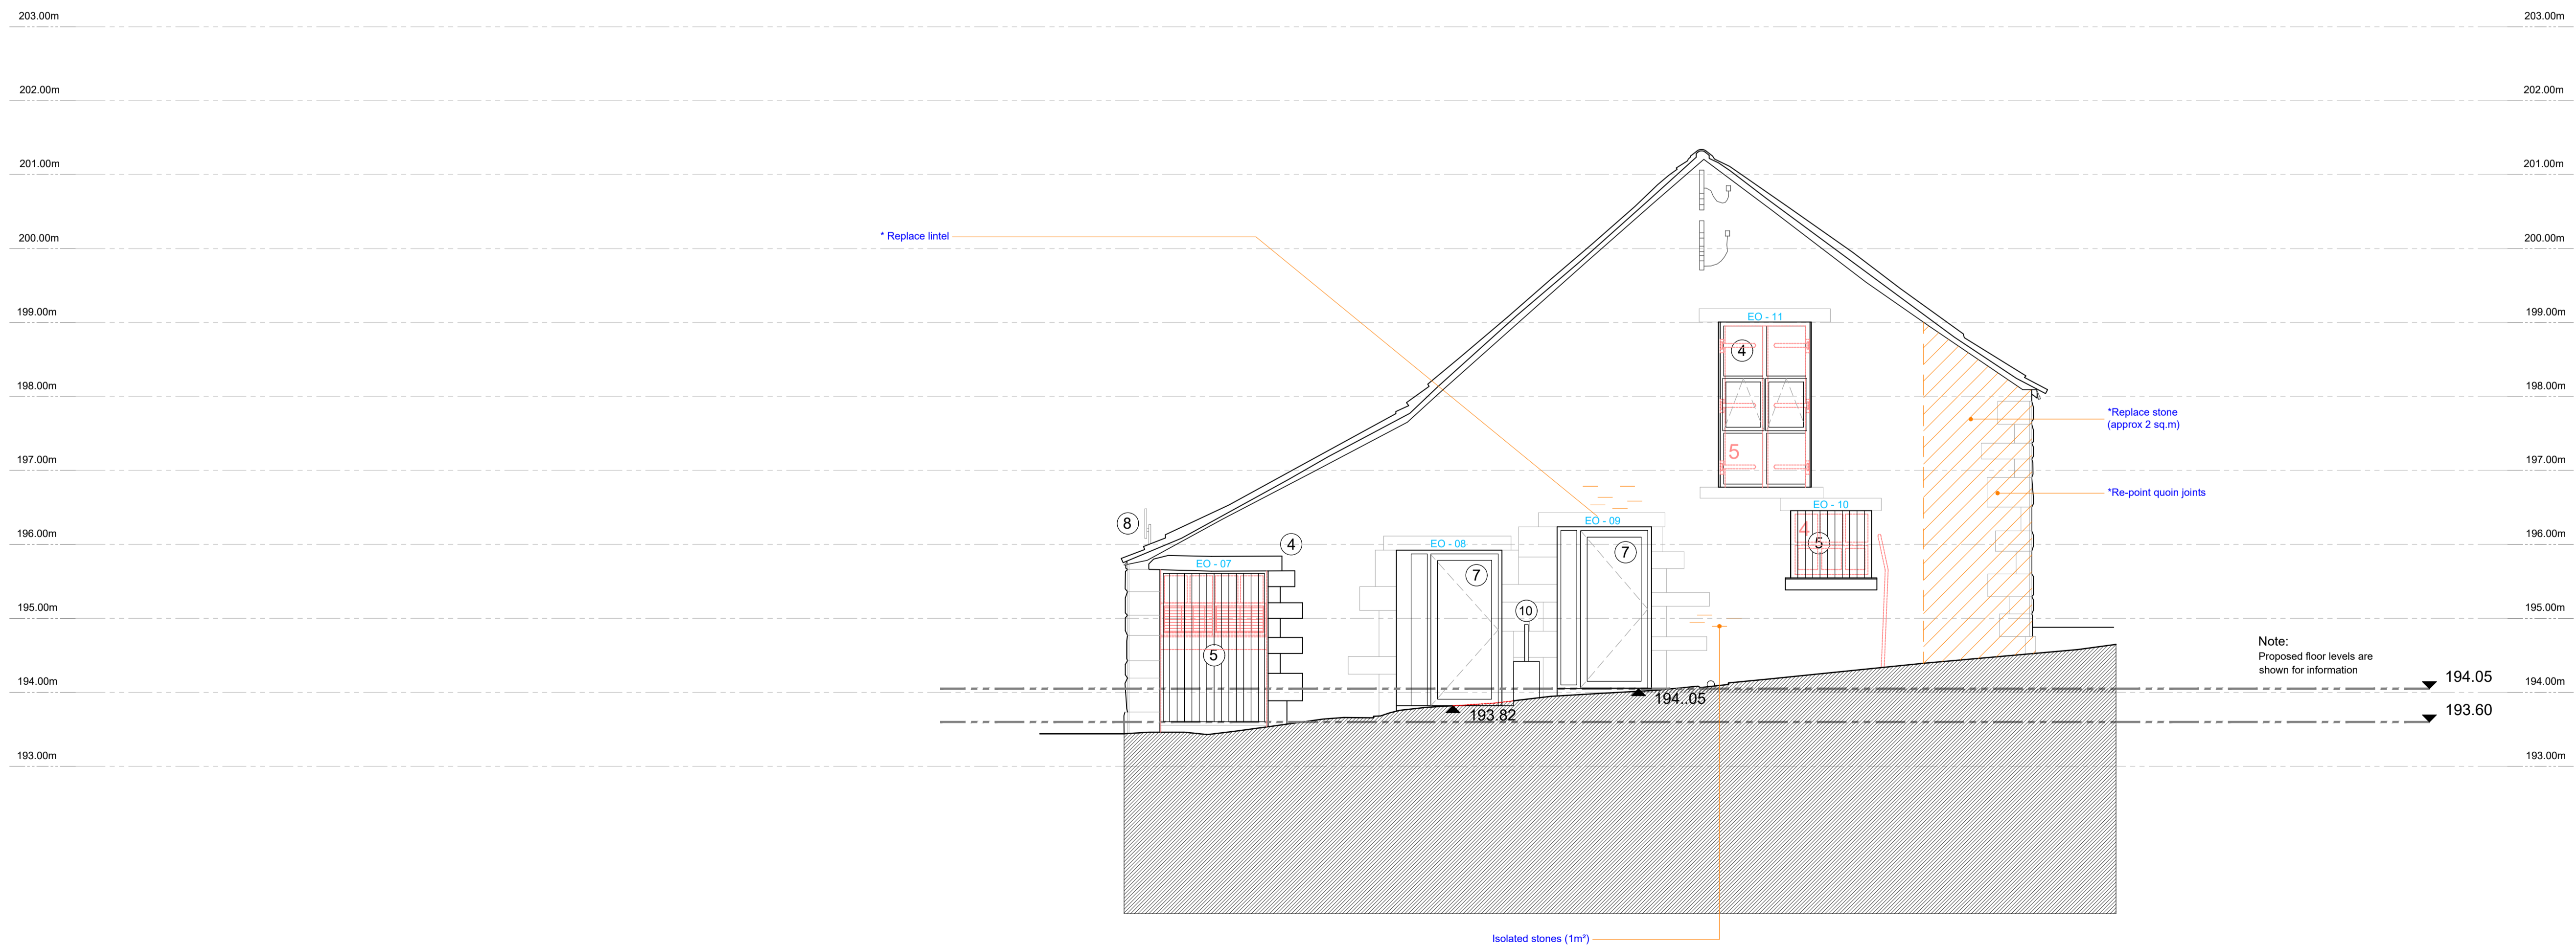 203.00m 203.00m
202.00m 202.00m
201.00m 201.00m
* Replace lintel
200.00m 200.00m
199.00m EO - 11 199.00m
4
198.00m 198.00m
*Replace stone
(approx 2 sq.m)
5
197.00m 197.00m
*Re-point quoin joints
EO - 10
8 EO - 09
4 5
196.00m 4 EO - 08 7 196.00m
EO - 07
7
10
195.00m 195.00m
5
Note:
Proposed floor levels are
shown for information
194.05
194.00m 194..05 194.00m
193.82 193.60
193.00m 193.00m
Isolated stones (1m²)